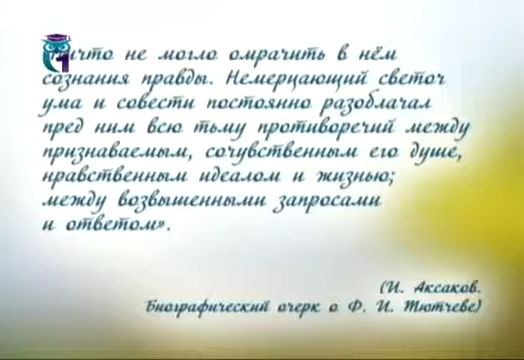 ничто не могло омрачить в нём
сознания правды. Немерцающий светоч
ума и совести постоянно разоблачал
пред ним всю тьму противоречий между
признаваемым, сочувственным его душе,
нравственным идеалом и жизнью;
между возвышенными запросами
и ответом».
(И. Аксаков.
Биографический очерк о Ф. И. Тютчеве)